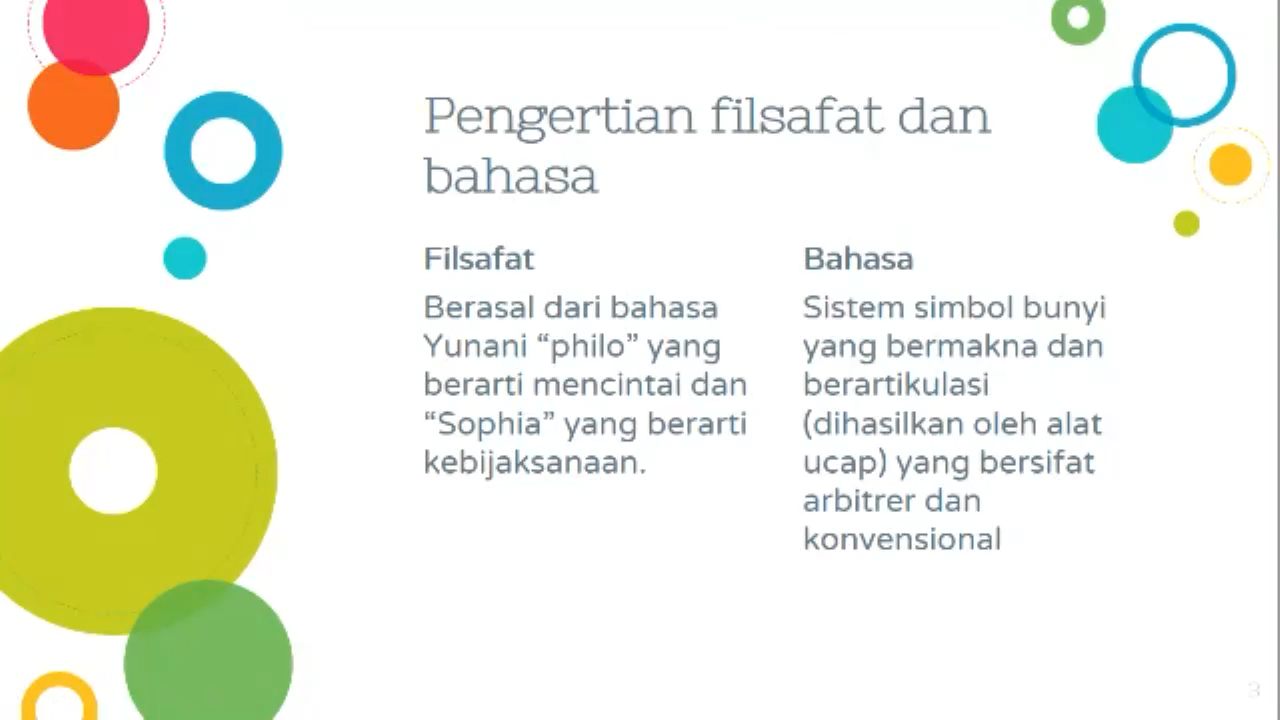 Pengertian filsafat dan
bahasa
Filsafat
Berasal dari bahasa
Yunani “philo” yang
berarti mencintai dan
“Sophia” yang berarti
kebijaksanaan.
Bahasa
Sistem simbol bunyi
yang bermakna dan
berartikulasi
(dihasilkan oleh alat
ucap) yang bersifat
arbitrer dan
konvensional
3